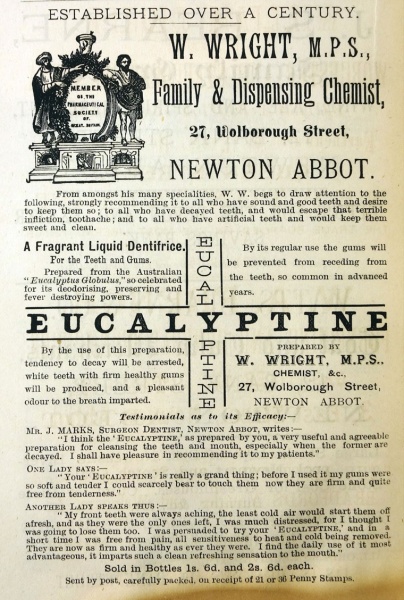 ESTABLISHED OVER A CENTURY.
MEMBER
OF THE
PHARMACEUTICAL
SOCIETY
OF
GREAT BRITAIN
W. WRIGHT, M.P.S.,
Family & Dispensing Chemist,
27, Wolborough Street,
NEWTON ABBOT.
From amongst his many specialities, W. W. begs to draw attention to the
following, strongly recommending it to all who have sound and good teeth and desire
to keep them so; to all who have decayed teeth, and would escape that terrible
infliction, toothache; and to all who have artificial teeth and would keep them
sweet and clean.
A Fragrant Liquid Dentifrice.
For the Teeth and Gums.
Prepared from the Australian
"Eucalyptus Globulus," so celebrated
for its deodorising, preserving and
fever destroying powers.
By its regular use the gums will
be prevented from receding from
the teeth, so common in advanced
years.
EUCALYPTINE
EUCALYPTINE
By the use of this preparation,
tendency to decay will be arrested,
white teeth with firm healthy gums
will be produced, and a pleasant
odour to the breath imparted.
PREPARED BY
W. WRIGHT, M.P.S.,
CHEMIST, &c.,
27, Wolborough Street,
NEWTON ABBOT.
Testimonials as to its Efficacy:—
MR. J. MARKS, SURGEON DENTIST, NEWTON ABBOT, writes:—
"I think the 'EUCALYPTINE,' as prepared by you, a very useful and agreeable
preparation for cleansing the teeth and mouth, especially when the former are
decayed. I shall have pleasure in recommending it to my patients."
ONE LADY SAYS:—
"Your 'EUCALYPTINE' is really a grand thing; before I used it my gums were
so soft and tender I could scarcely bear to touch them now they are firm and quite
free from tenderness."
ANOTHER LADY SPEAKS THUS:—
"My front teeth were always aching, the least cold air would start them off
afresh, and as they were the only ones left, I was much distressed, for I thought I
was going to lose them too. I was persuaded to try your 'EUCALYPTINE,' and in a
short time I was free from pain, all sensitiveness to heat and cold being removed.
They are now as firm and healthy as ever they were. I find the daily use of it most
advantageous, it imparts such a clean refreshing sensation to the mouth."
Sold in Bottles 1s. 6d. and 2s. 6d. each.
Sent by post, carefully packed, on receipt of 21 or 36 Penny Stamps.